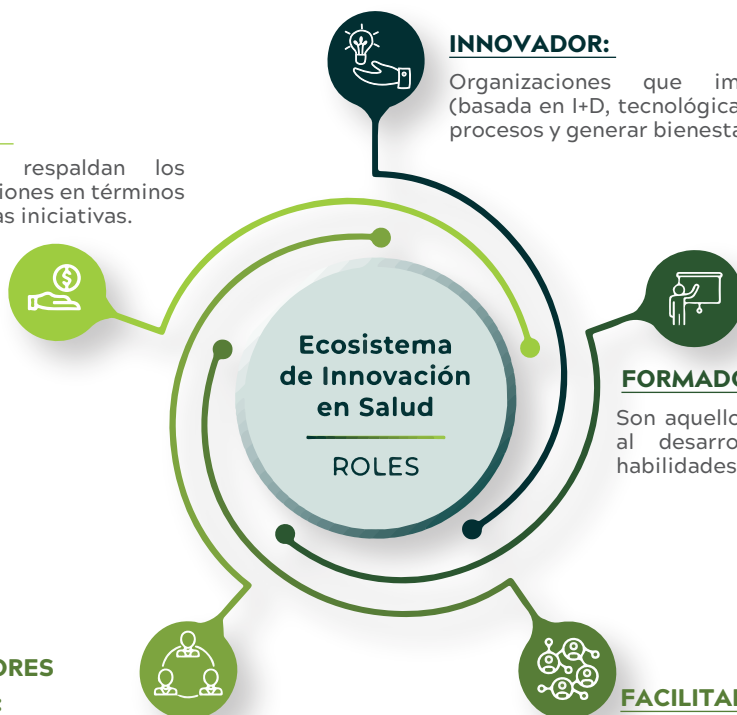 INNOVADOR:
Organizaciones que im
(basada en I+D, tecnológica
procesos y generar bienesta
respaldan los
iones en términos
as iniciativas.
$
Ecosistema
de Innovación
en Salud
ROLES
FORMADO
Son aquello
al desarro
habilidades
ORES
:
FACILITA